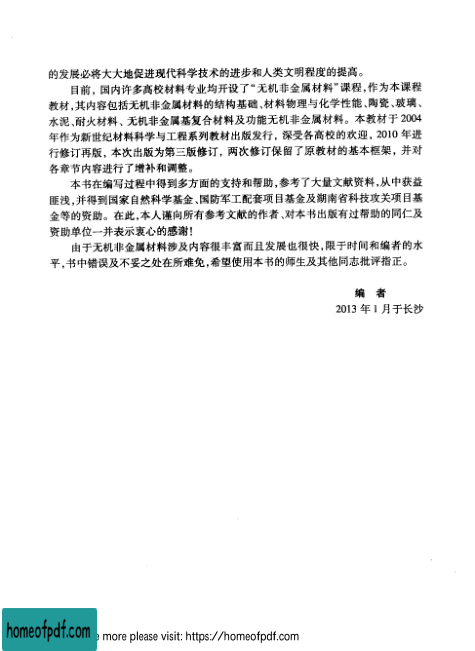 的发展必将大大地促进现代科学技术的进步和人类文明程度的提高。
目前，国内许多高校材料专业均开设了“无机非金属材料”课程，作为本课程
教材，其内容包括无机非金属材料的结构基础、材料物理与化学性能、陶瓷、玻璃、
水泥、耐火材料、无机非金属基复合材料及功能无机非金属材料。本教材于 2004
年作为新世纪材料科学与工程系列教材出版发行，深受各高校的欢迎，2010 年进
行修订再版，本次出版为第三版修订，两次修订保留了原教材的基本框架，并对
各章节内容进行了增补和调整。
本书在编写过程中得到多方面的支持和帮助，参考了大量文献资料，从中获益
匪浅，并得到国家自然科学基金、国防军工配套项目基金及湖南省科技攻关项目基
金等的资助。在此，本人谨向所有参考文献的作者、对本书出版有过帮助的同仁及
资助单位一并表示衷心的感谢！
由于无机非金属材料涉及内容很丰富而且发展也很快，限于时间和编者的水
平，书中错误及不妥之处在所难免，希望使用本书的师生及其他同志批评指正。
编 者
2013 年 1 月于长沙
homeofpdf.com
e more please visit: https://homeofpdf.com